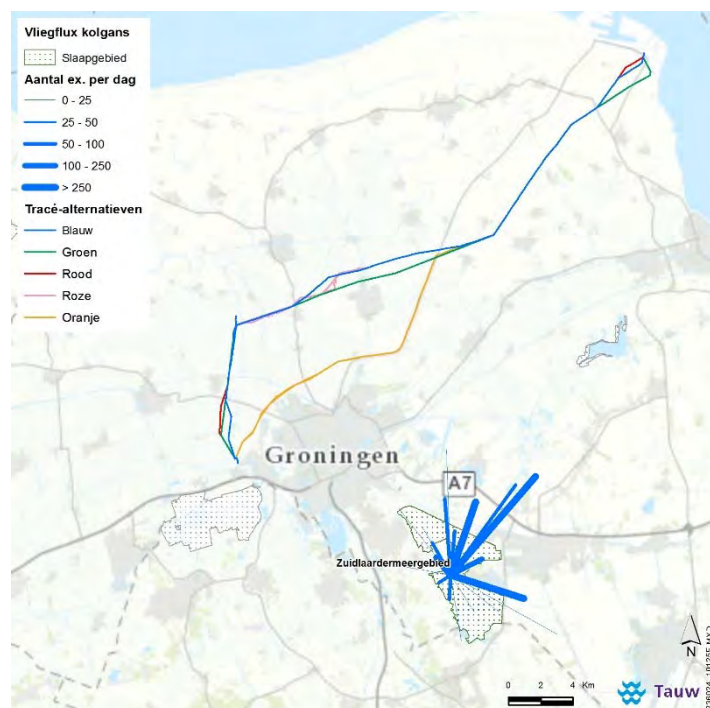 Vliegflux kolgans
Slaapgebied
Aantal ex. per dag
0 - 25
25 - 50
50 - 100
100 - 250
> 250
Tracé-alternatieven
Blauw
Groen
Rood
Roze
Oranje
Groningen
A7
Zuidlaardermeergebied
N
0 2 4 Km
Tauw